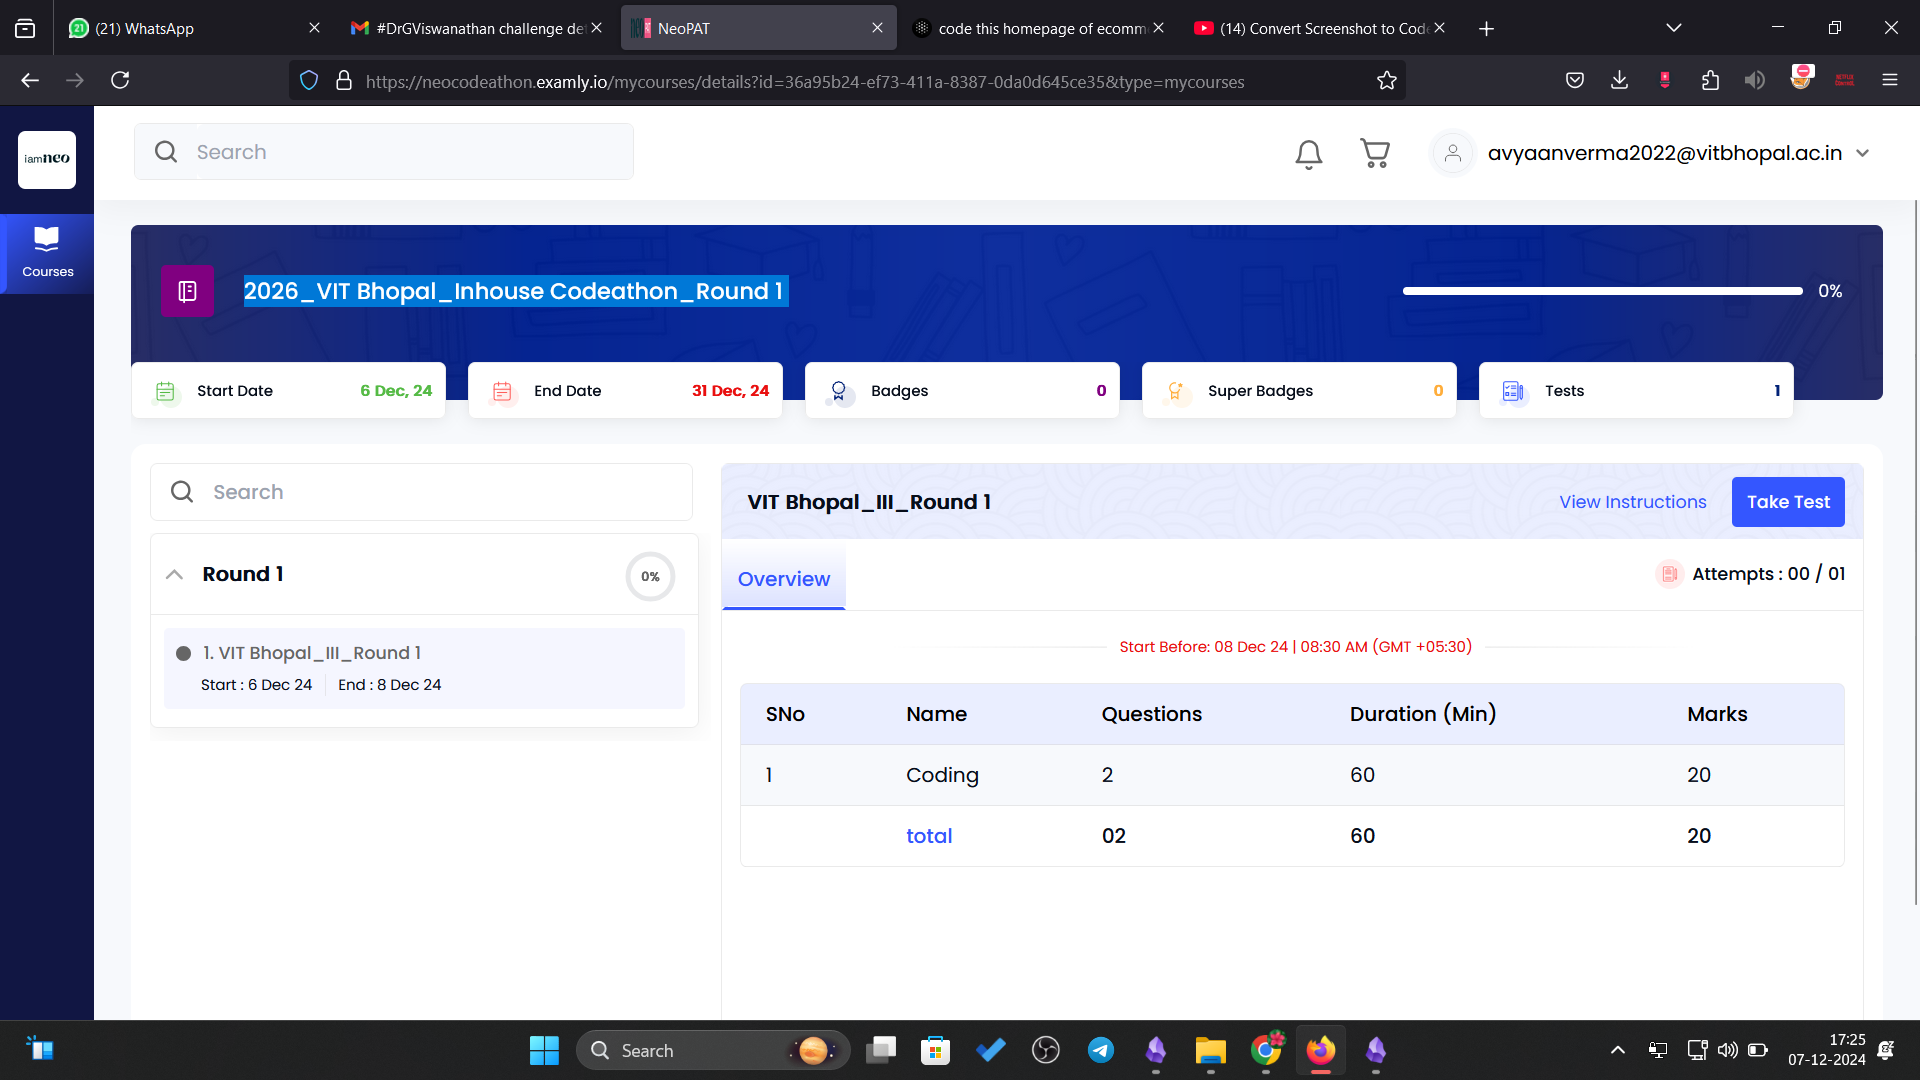 (21) WhatsApp
#DrGViswanathan challenge de
NeoPAT
code this homepage of ecomm
(14) Convert Screenshot to Cod
https://neocodeathon.examly.io/mycourses/details?id=36a95b24-ef73-411a-8387-0da0d645ce35&type=mycourses
iamneo
Search
avyaanverma2022@vitbhopal.ac.in
Courses
2026_VIT Bhopal_Inhouse Codeathon_Round 1
0%
Start Date 6 Dec, 24
End Date 31 Dec, 24
Badges 0
Super Badges 0
Tests 1
Search
VIT Bhopal_III_Round 1
View Instructions
Take Test
Round 1
0%
Overview
Attempts : 00 / 01
1. VIT Bhopal_III_Round 1
Start : 6 Dec 24 End : 8 Dec 24
Start Before: 08 Dec 24 | 08:30 AM (GMT +05:30)
SNo Name Questions Duration (Min) Marks
1 Coding 2 60 20
total 02 60 20
Search
17:25
07-12-2024